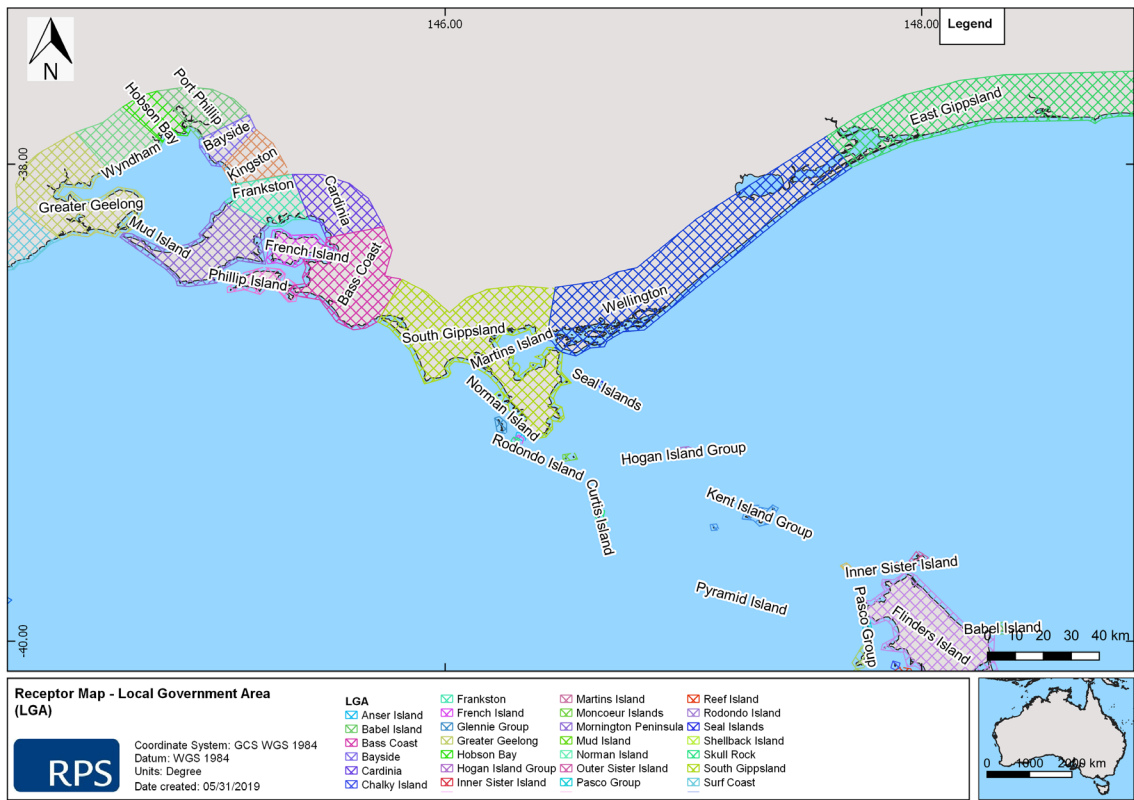 146.00
148.00
Legend
N
-38.00
-40.00
Port Phillip
Hobson Bay
Bayside
Wyndham
Kingston
Frankston
Cardinia
Greater Geelong
Mud Island
French Island
Phillip Island
Bass Coast
East Gippsland
Wellington
South Gippsland
Martins Island
Seal Islands
Norman Island
Rodondo Island
Hogan Island Group
Curtis Island
Kent Island Group
Inner Sister Island
Pyramid Island
Pasco Group
Flinders Island
Babel Island
0 10 20 30 40 km
Receptor Map - Local Government Area
(LGA)
RPS
Coordinate System: GCS WGS 1984
Datum: WGS 1984
Units: Degree
Date created: 05/31/2019
LGA
Anser Island
Babel Island
Bass Coast
Bayside
Cardinia
Chalky Island
Frankston
French Island
Glennie Group
Greater Geelong
Hobson Bay
Hogan Island Group
Inner Sister Island
Martins Island
Moncoeur Islands
Mornington Peninsula
Mud Island
Norman Island
Outer Sister Island
Pasco Group
Reef Island
Rodondo Island
Seal Islands
Shellback Island
Skull Rock
South Gippsland
Surf Coast
0 1000 2000 km